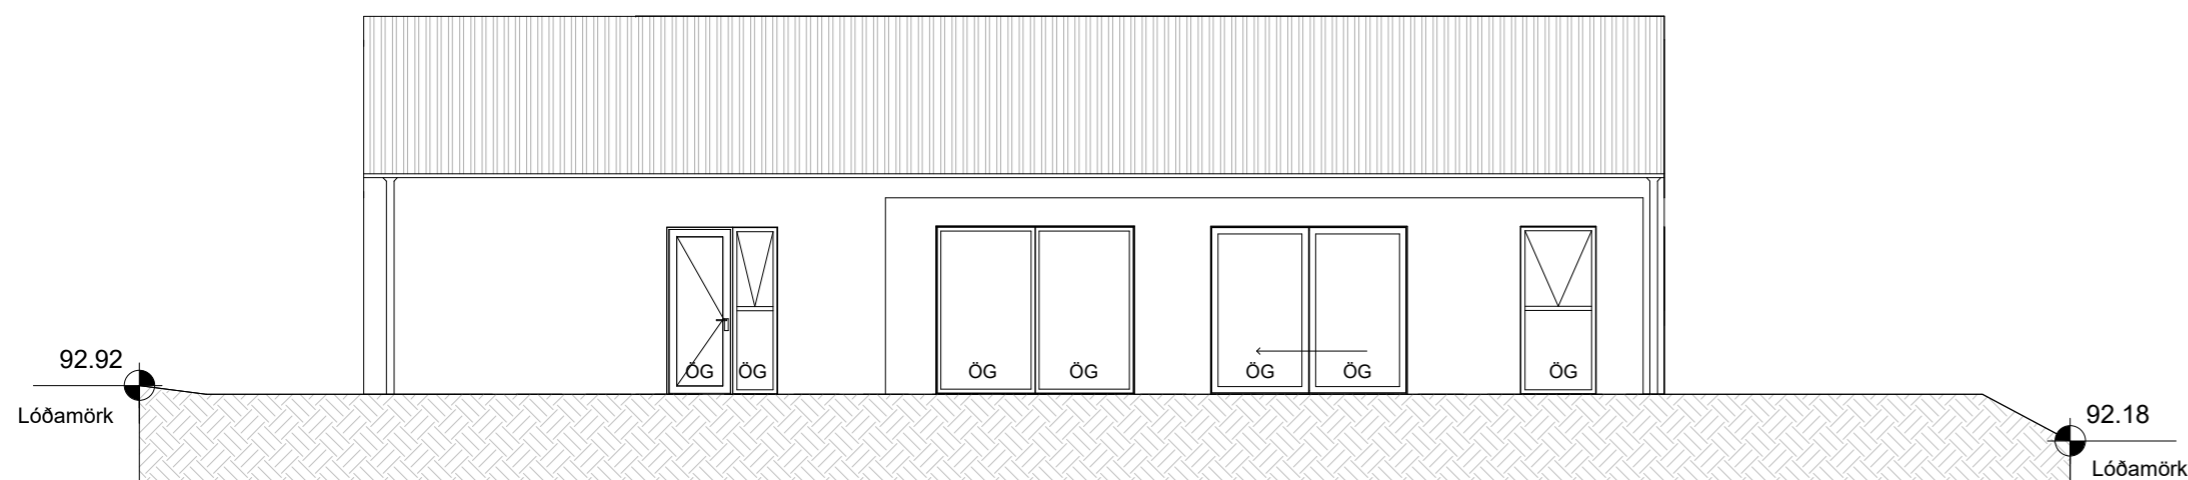 92.92
Lóðamörk
ÖG ÖG ÖG ÖG ÖG ÖG ÖG
92.18
Lóðamörk